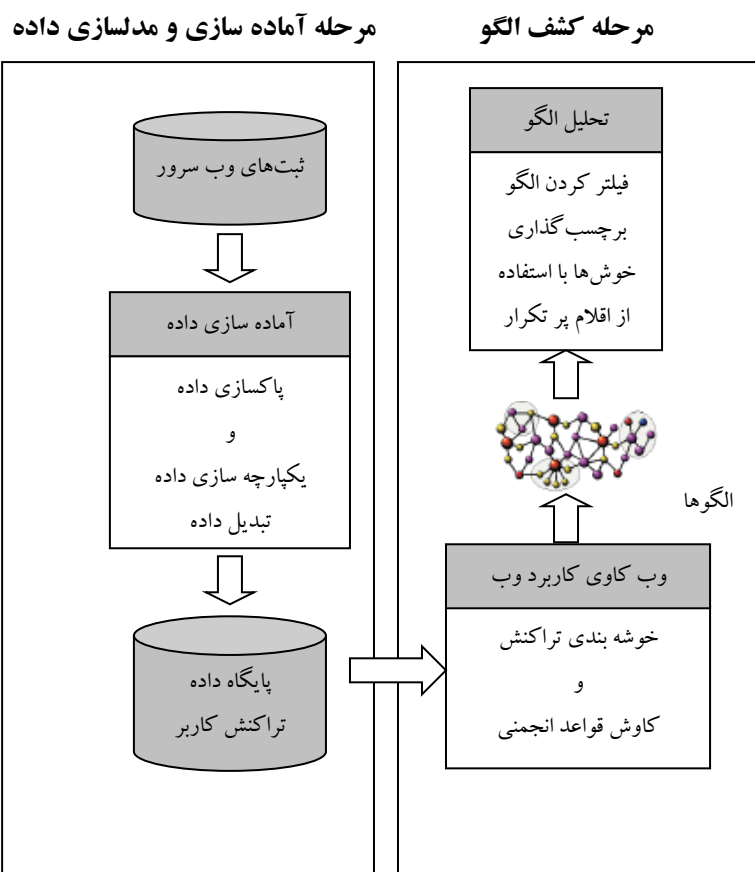 مرحله آماده سازی و مدلسازی داده
ثبت‌های وب سرور
آماده سازی داده
پاکسازی داده
و
یکپارچه سازی داده
تبدیل داده
پایگاه داده
تراکنش کاربر
مرحله کشف الگو
تحلیل الگو
فیلتر کردن الگو
برچسب‌گذاری
خوش‌ها با استفاده
از اقلام پر تکرار
الگوها
وب کاوی کاربرد وب
خوشه بندی تراکنش
و
کاوش قواعد انجمنی